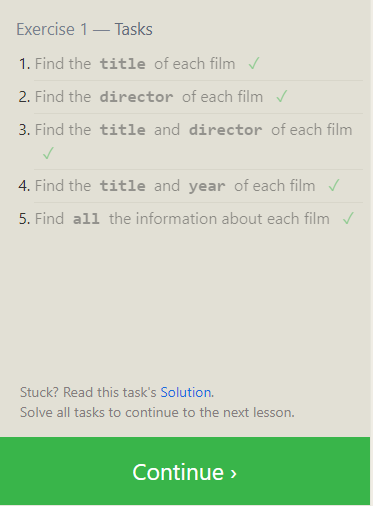 Exercise 1 — Tasks
1. Find the title of each film ✓
2. Find the director of each film ✓
3. Find the title and director of each film
✓
4. Find the title and year of each film ✓
5. Find all the information about each film ✓
Stuck? Read this task's Solution.
Solve all tasks to continue to the next lesson.
Continue ›